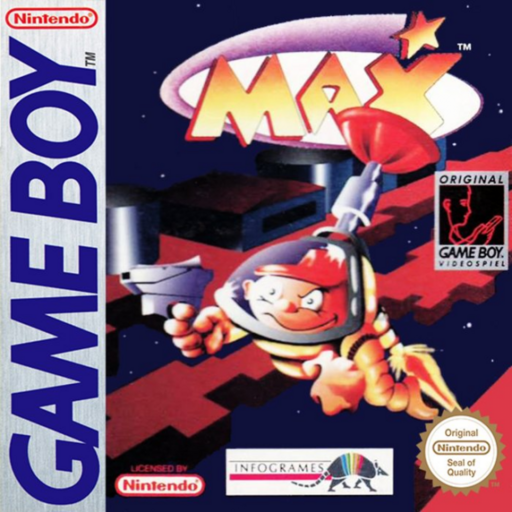 Nintendo
GAME BOY
TM
MAX
TM
ORIGINAL
GAME BOY
VIDEOSPIEL
LICENSED BY
Nintendo
INFOGRAMES
Original
Nintendo
Seal of
Quality
TM